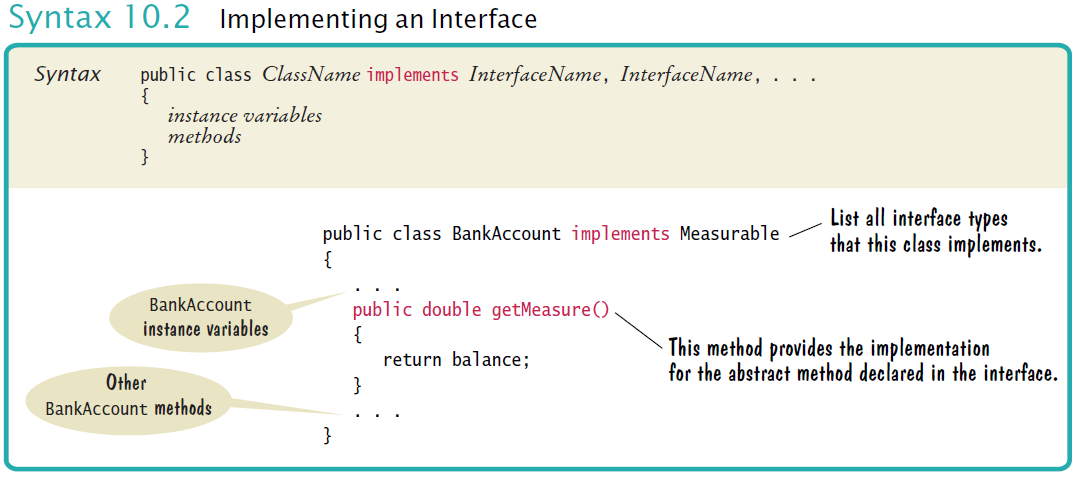 Syntax 10.2 Implementing an Interface
Syntax public class ClassName implements InterfaceName, InterfaceName, . . .
{
instance variables
methods
}
public class BankAccount implements Measurable
List all interface types
that this class implements.
{
. . .
BankAccount
instance variables
public double getMeasure()
{
return balance;
This method provides the implementation
for the abstract method declared in the interface.
}
Other
BankAccount methods
. . .
}